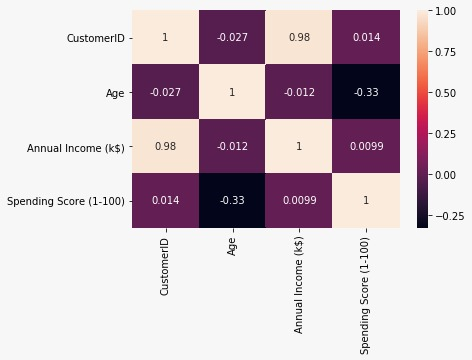 CustomerID
1
-0.027
0.98
0.014
Age
-0.027
1
-0.012
-0.33
Annual Income (k$)
0.98
-0.012
1
0.0099
Spending Score (1-100)
0.014
-0.33
0.0099
1
CustomerID
Age
Annual Income (k$)
Spending Score (1-100)
1.00
0.75
0.50
0.25
0.00
-0.25